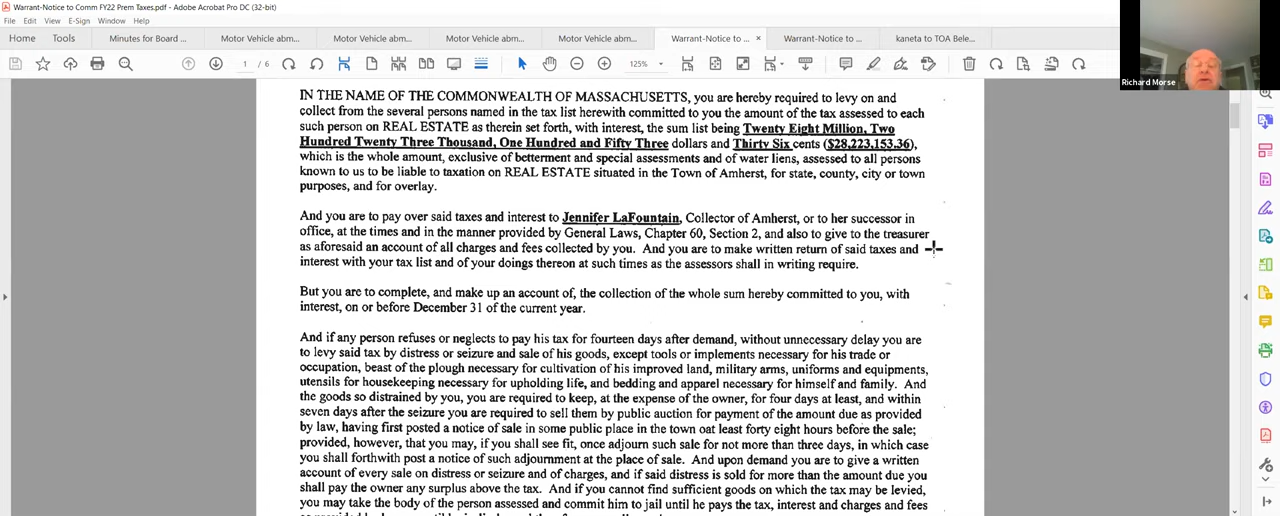 Warrant-Notice to Comm FY22 Prem Taxes.pdf - Adobe Acrobat Pro DC (32-bit)
File Edit View E-Sign Window Help
Home Tools Minutes for Board ... Motor Vehicle abm... Motor Vehicle abm... Motor Vehicle abm... Motor Vehicle abm... Warrant-Notice to ... × Warrant-Notice to ... kaneta to TOA Bele...
1 / 6 125%
Richard Morse
IN THE NAME OF THE COMMONWEALTH OF MASSACHUSETTS, you are hereby required to levy on and
collect from the several persons named in the tax list herewith committed to you the amount of the tax assessed to each
such person on REAL ESTATE as therein set forth, with interest, the sum list being Twenty Eight Million, Two
Hundred Twenty Three Thousand, One Hundred and Fifty Three dollars and Thirty Six cents ($28,223,153.36),
which is the whole amount, exclusive of betterment and special assessments and of water liens, assessed to all persons
known to us to be liable to taxation on REAL ESTATE situated in the Town of Amherst, for state, county, city or town
purposes, and for overlay.
And you are to pay over said taxes and interest to Jennifer LaFountain, Collector of Amherst, or to her successor in
office, at the times and in the manner provided by General Laws, Chapter 60, Section 2, and also to give to the treasurer
as aforesaid an account of all charges and fees collected by you. And you are to make written return of said taxes and
interest with your tax list and of your doings thereon at such times as the assessors shall in writing require.
But you are to complete, and make up an account of, the collection of the whole sum hereby committed to you, with
interest, on or before December 31 of the current year.
And if any person refuses or neglects to pay his tax for fourteen days after demand, without unnecessary delay you are
to levy said tax by distress or seizure and sale of his goods, except tools or implements necessary for his trade or
occupation, beast of the plough necessary for cultivation of his improved land, military arms, uniforms and equipments,
utensils for housekeeping necessary for upholding life, and bedding and apparel necessary for himself and family. And
the goods so distrained by you, you are required to keep, at the expense of the owner, for four days at least, and within
seven days after the seizure you are required to sell them by public auction for payment of the amount due as provided
by law, having first posted a notice of sale in some public place in the town oat least forty eight hours before the sale;
provided, however, that you may, if you shall see fit, once adjourn such sale for not more than three days, in which case
you shall forthwith post a notice of such adjournment at the place of sale. And upon demand you are to give a written
account of every sale on distress or seizure and of charges, and if said distress is sold for more than the amount due you
shall pay the owner any surplus above the tax. And if you cannot find sufficient goods on which the tax may be levied,
you may take the body of the person assessed and commit him to jail until he pays the tax, interest and charges and fees